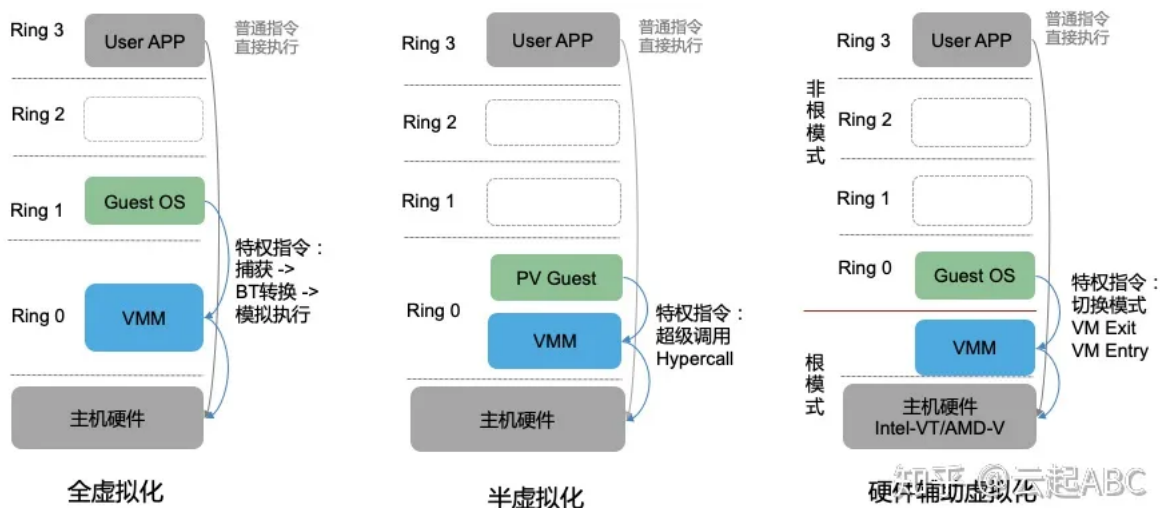 Ring 3
User APP
普通指令
直接执行
Ring 2
Ring 1
Guest OS
特权指令：
捕获 ->
BT转换 ->
模拟执行
Ring 0
VMM
主机硬件
全虚拟化
Ring 3
User APP
普通指令
直接执行
Ring 2
Ring 1
Ring 0
PV Guest
特权指令：
超级调用
Hypercall
VMM
主机硬件
半虚拟化
非根模式
Ring 3
User APP
普通指令
直接执行
Ring 2
Ring 1
Ring 0
Guest OS
特权指令：
切换模式
VM Exit
VM Entry
根模式
VMM
主机硬件
Intel-VT/AMD-V
硬件辅助虚拟化
知乎 @云起ABC